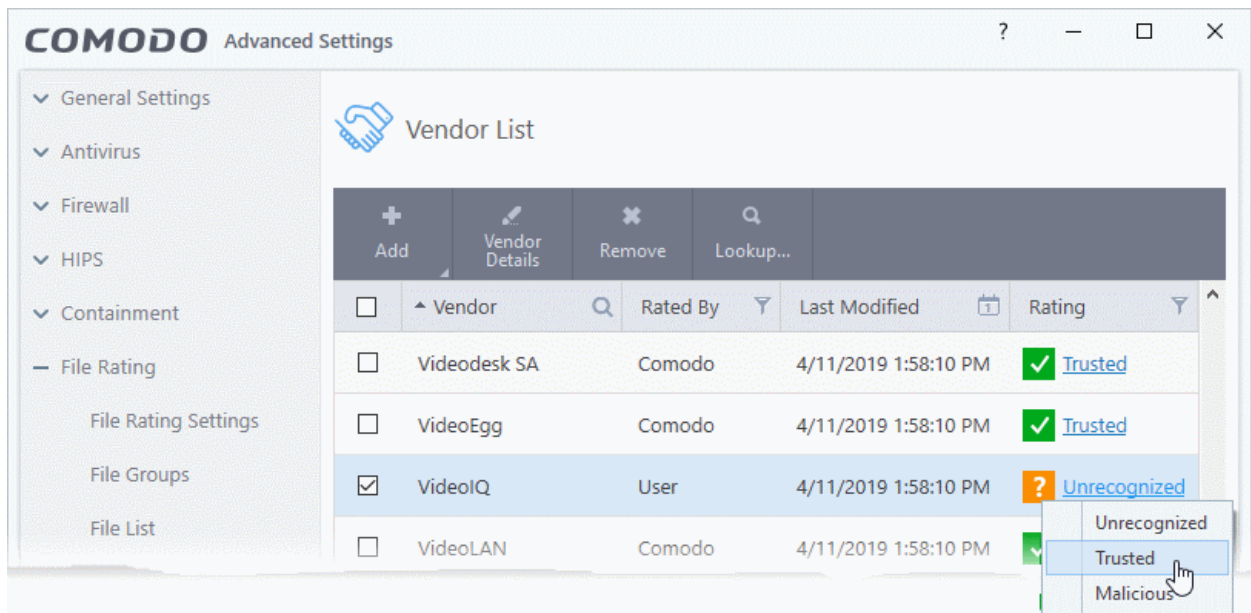 COMODO Advanced Settings ?
General Settings
Antivirus
Firewall
HIPS
Containment
File Rating
File Rating Settings
File Groups
File List
Vendor List
Add
Vendor
Details
Remove
Lookup...
Vendor Rated By Last Modified 1 Rating
Videodesk SA Comodo 4/11/2019 1:58:10 PM Trusted
VideoEgg Comodo 4/11/2019 1:58:10 PM Trusted
VideoIQ User 4/11/2019 1:58:10 PM ? Unrecognized
VideoLAN Comodo 4/11/2019 1:58:10 PM
Unrecognized
Trusted
Malicious